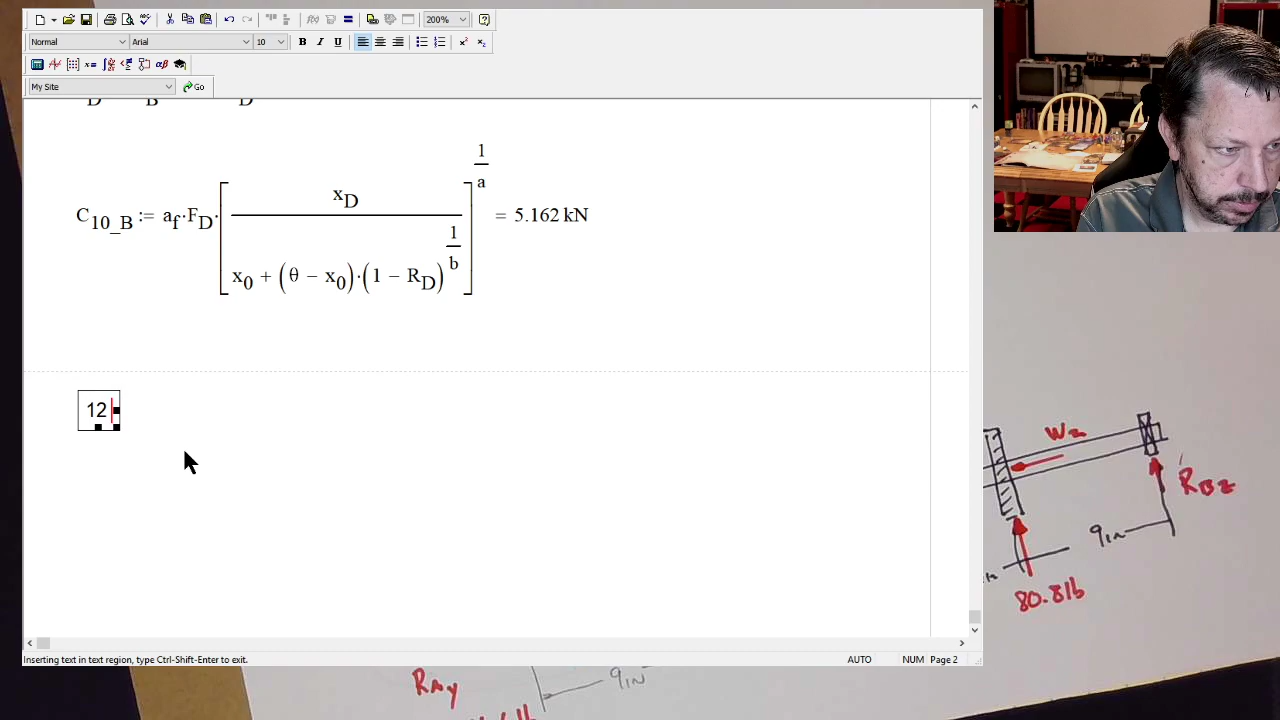 200%
Normal Arial 10 B I U
My Site Go
D B D
C10_B := af·FD·[xD / (x0 + (θ − x0)·(1 − RD)^(1/b))]^(1/a) = 5.162 kN
12
Inserting text in text region, type Ctrl-Shift-Enter to exit. AUTO NUM Page 2
Wz
RBz
9in
80.8lb
RAy
9in
lb